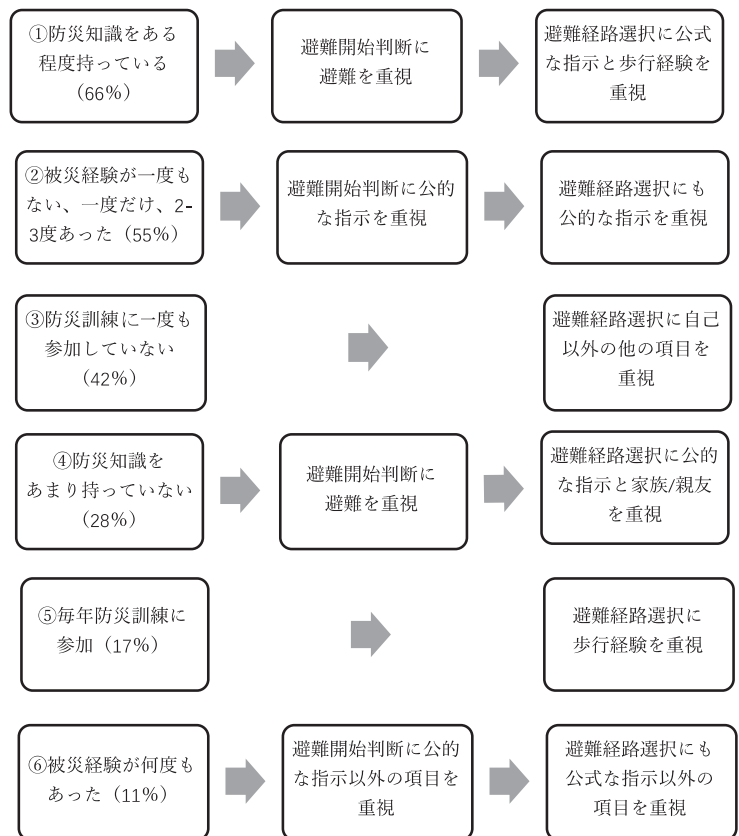 ①防災知識をある
程度持っている
（66%）
避難開始判断に
避難を重視
避難経路選択に公式
な指示と歩行経験を
重視
②被災経験が一度も
ない、一度だけ、2-
3度あった（55%）
避難開始判断に公的
な指示を重視
避難経路選択にも
公的な指示を重視
③防災訓練に一度も
参加していない
（42%）
避難経路選択に自己
以外の他の項目を
重視
④防災知識を
あまり持っていない
（28%）
避難開始判断に
避難を重視
避難経路選択に公的
な指示と家族/親友
を重視
⑤毎年防災訓練に
参加（17%）
避難経路選択に
歩行経験を重視
⑥被災経験が何度も
あった（11%）
避難開始判断に公的
な指示以外の項目を
重視
避難経路選択にも
公式な指示以外の
項目を重視